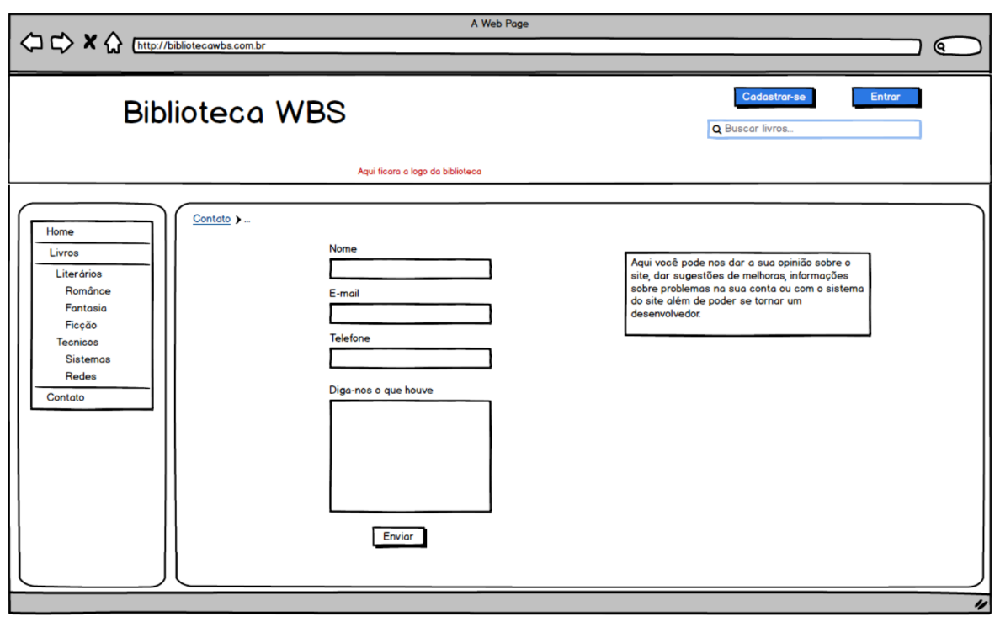 A Web Page
http://bibliotecawbs.com.br
Biblioteca WBS
Cadastrar-se
Entrar
Buscar livros...
Aqui ficara a logo da biblioteca
Home
Livros
Literários
Românce
Fantasia
Ficção
Tecnicos
Sistemas
Redes
Contato
Contato > ...
Nome
E-mail
Telefone
Diga-nos o que houve
Enviar
Aqui você pode nos dar a sua opinião sobre o
site, dar sugestões de melhoras, informações
sobre problemas na sua conta ou com o sistema
do site além de poder se tornar um
desenvolvedor.